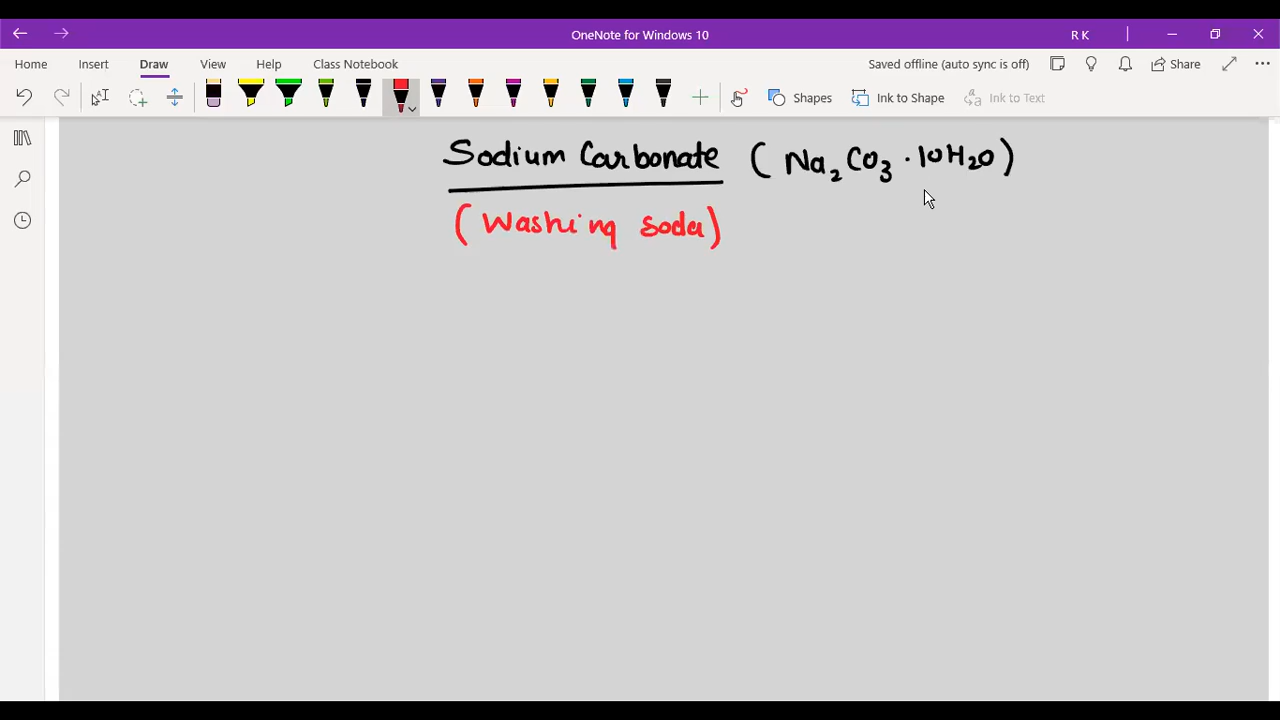 OneNote for Windows 10
R K
Home Insert Draw View Help Class Notebook
Saved offline (auto sync is off) Share
Shapes Ink to Shape Ink to Text
Sodium Carbonate (Na₂CO₃·10H₂O)
(Washing Soda)